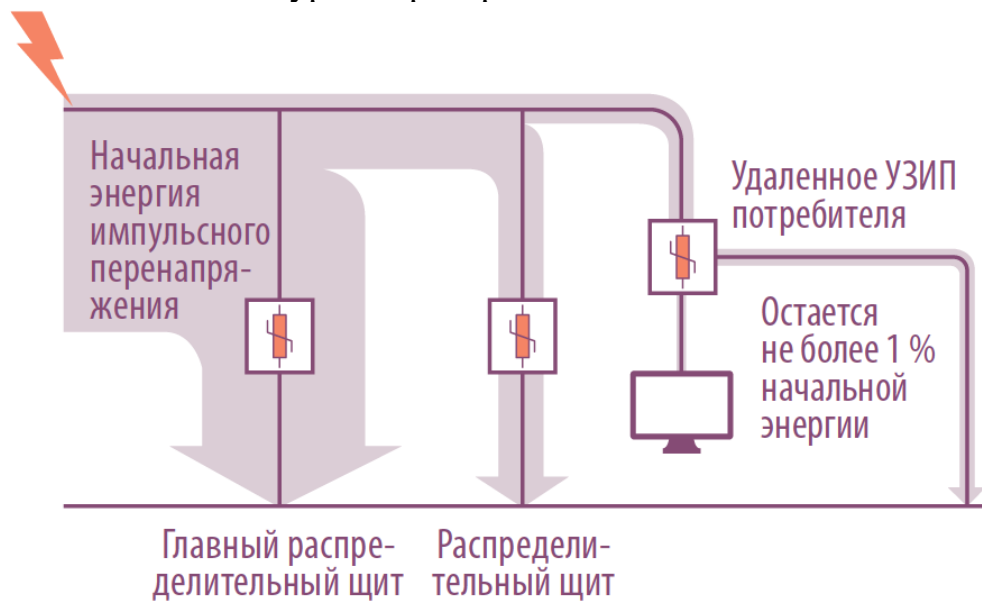 Начальная
энергия
импульсного
перенапря-
жения
Удаленное УЗИП
потребителя
Остается
не более 1 %
начальной
энергии
Главный распре-
делительный щит
Распредели-
тельный щит